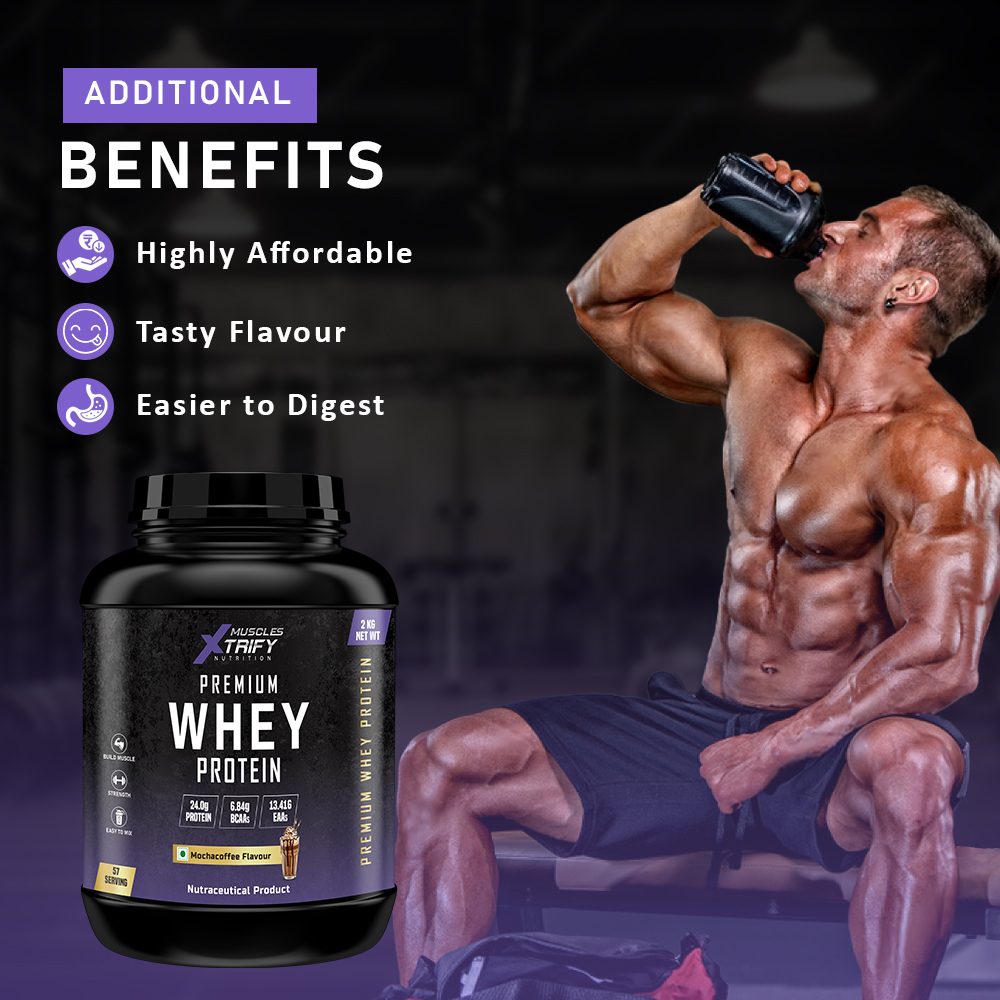 ADDITIONAL
BENEFITS
Highly Affordable
Tasty Flavour
Easier to Digest
MUSCLES
XTRIFY
NUTRITION
2 KG
NET WT
PREMIUM
WHEY
PROTEIN
PREMIUM WHEY PROTEIN
BUILD MUSCLE
STRENGTH
EASY TO MIX
24.0g
PROTEIN
6.84g
BCAAs
13.41G
EAAs
Mochacoffee Flavour
57
SERVING
Nutraceutical Product